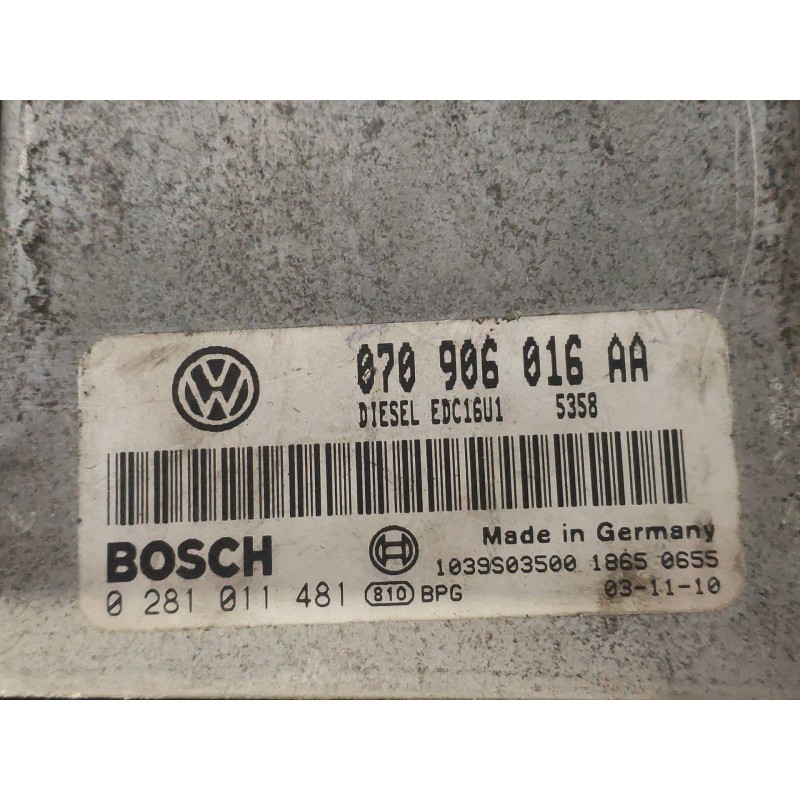 070 906 016 AA
DIESEL EDC16U1 5358
BOSCH
Made in Germany
1039S03500 1865 0655
0 281 011 481 810 BPG
03-11-10